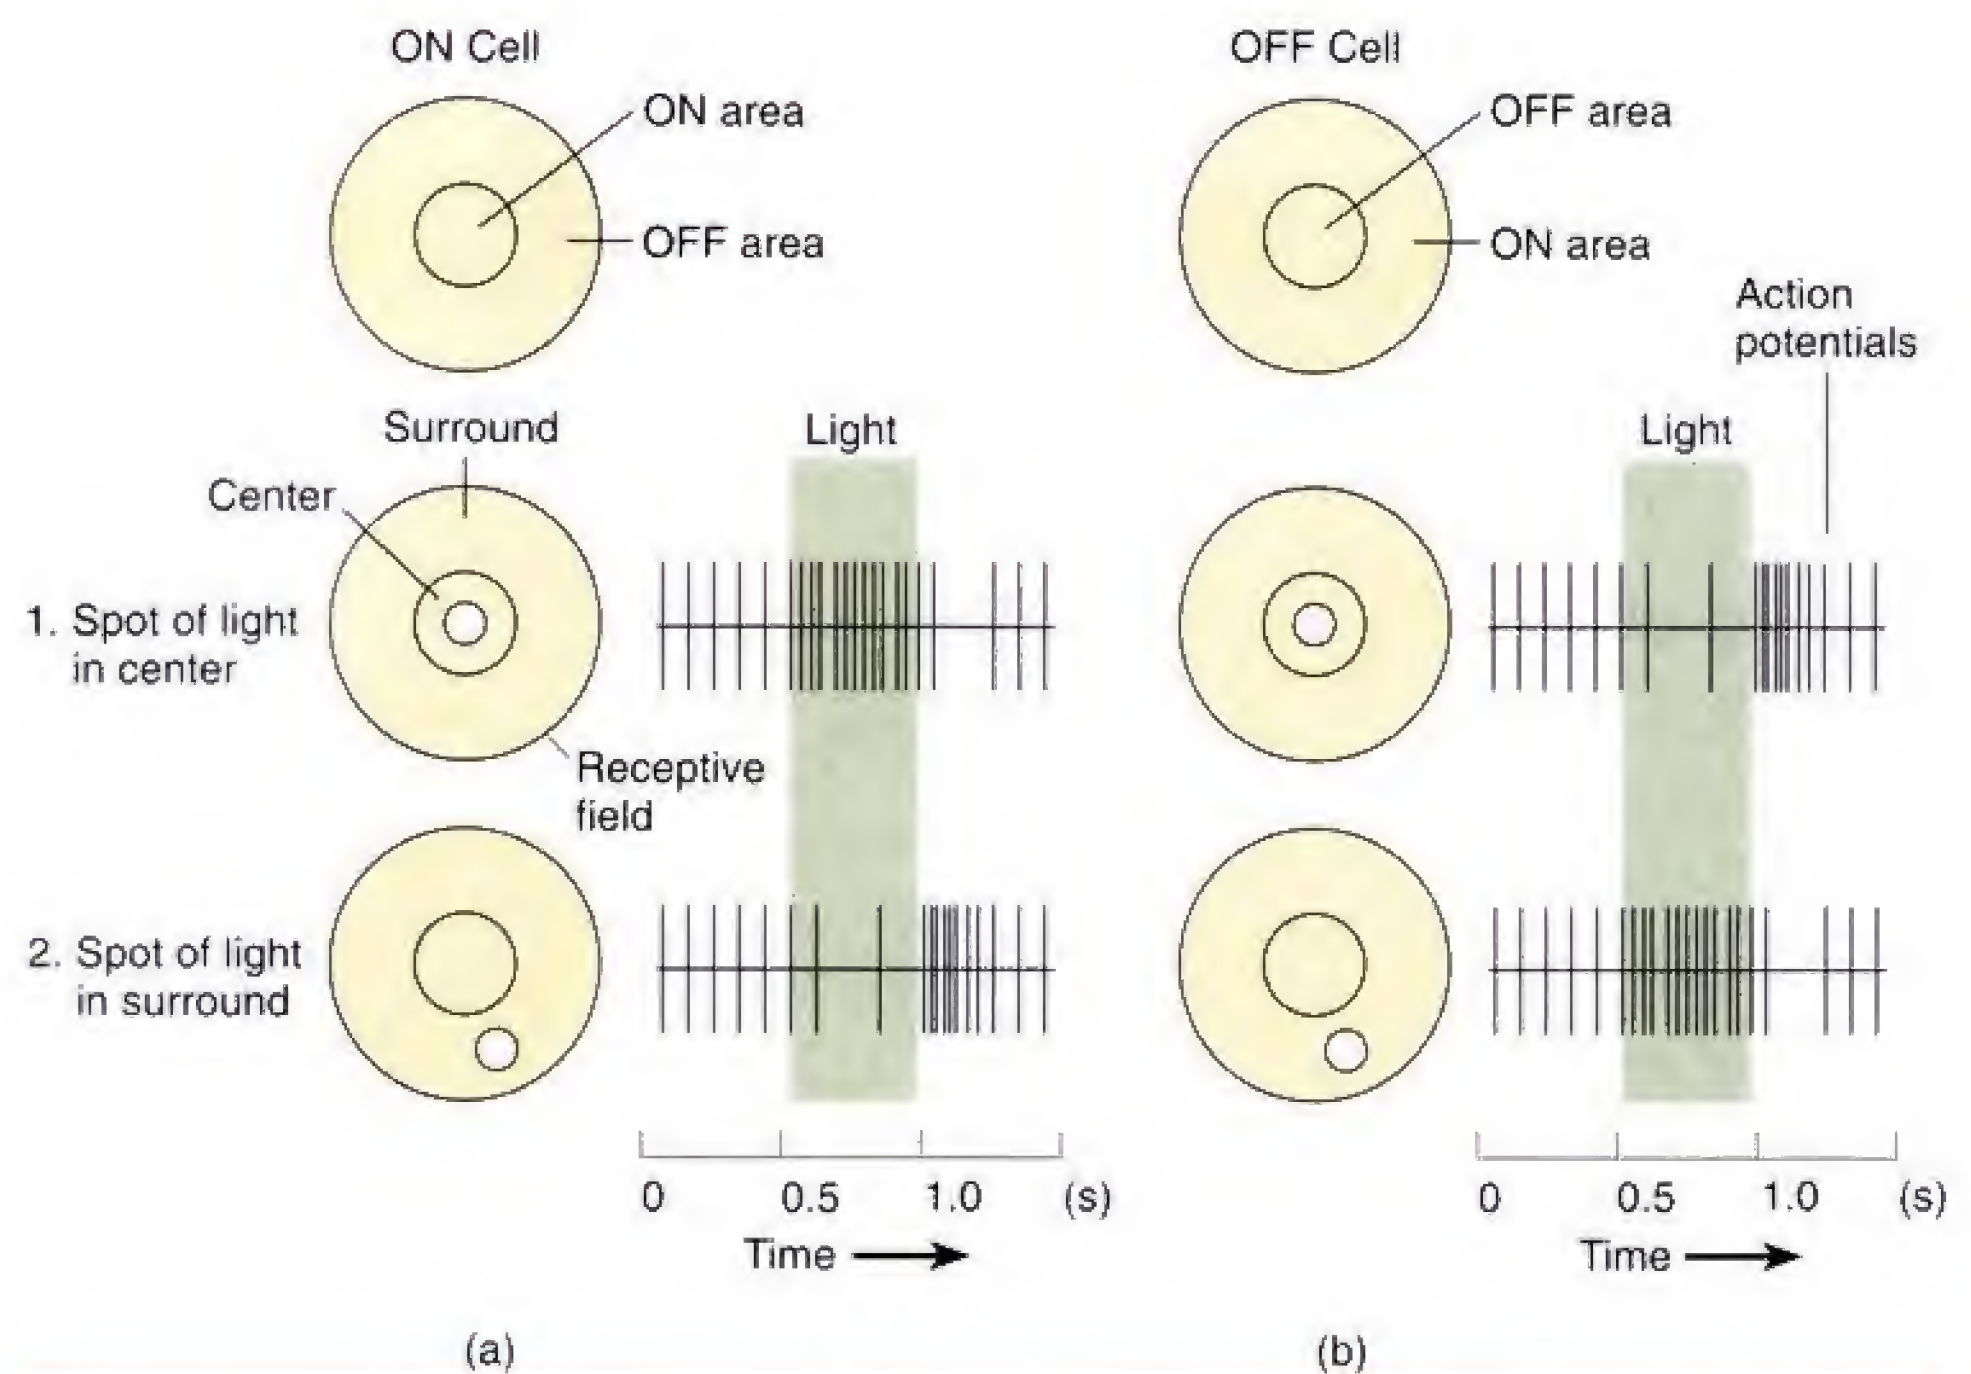 ON Cell
ON area
OFF area
OFF Cell
OFF area
ON area
Action
potentials
Surround
Center
Light
Light
1. Spot of light
in center
Receptive
field
2. Spot of light
in surround
0 0.5 1.0 (s)
Time
0 0.5 1.0 (s)
Time
(a)
(b)